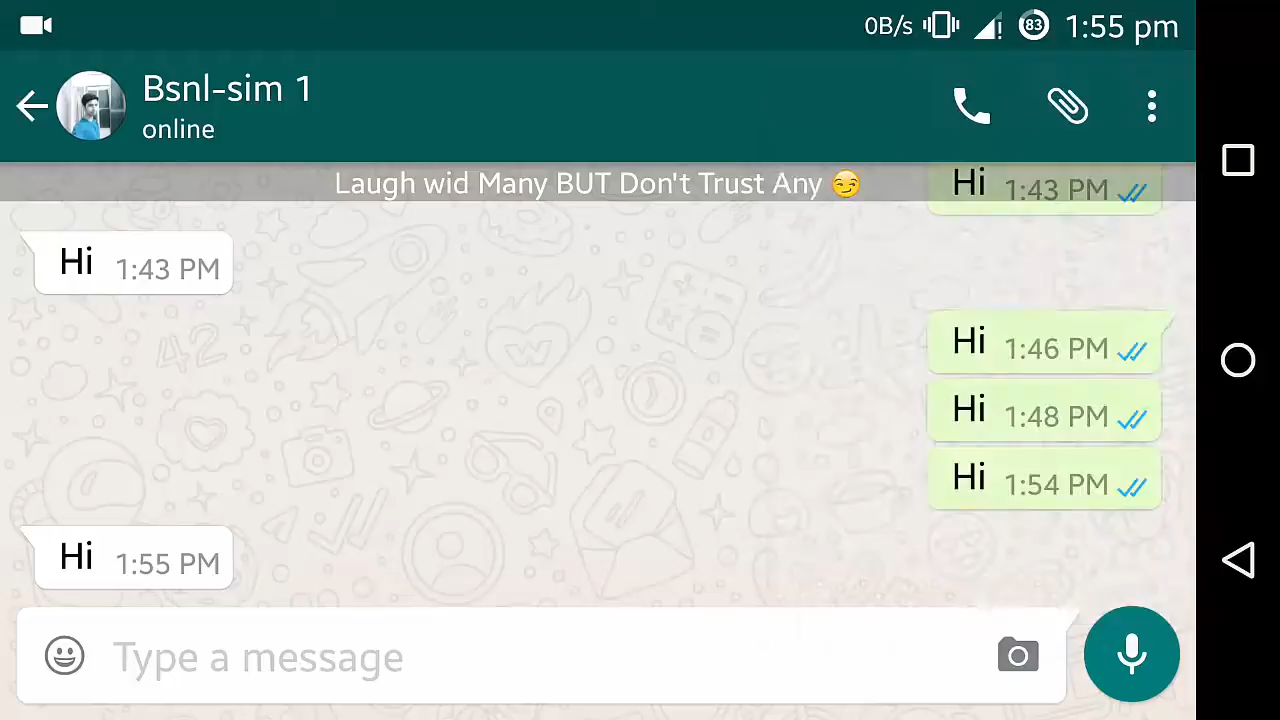 0B/s 83 1:55 pm
Bsnl-sim 1
online
Laugh wid Many BUT Don't Trust Any 😏
Hi 1:43 PM
Hi 1:43 PM
Hi 1:46 PM
Hi 1:48 PM
Hi 1:54 PM
Hi 1:55 PM
Type a message